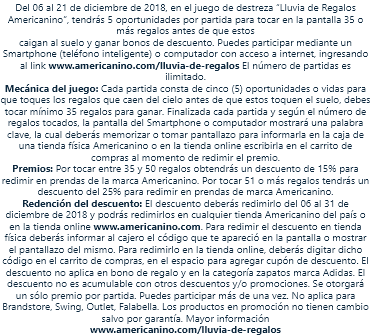 Del 06 al 21 de diciembre de 2018, en el juego de destreza "Lluvia de Regalos
Americanino", tendrás 5 oportunidades por partida para tocar en la pantalla 35 o
más regalos antes de que estos
caigan al suelo y ganar bonos de descuento. Puedes participar mediante un
Smartphone (teléfono inteligente) o computador con acceso a internet, ingresando
al link www.americanino.com/lluvia-de-regalos El número de partidas es
ilimitado.
Mecánica del juego: Cada partida consta de cinco (5) oportunidades o vidas para
que toques los regalos que caen del cielo antes de que estos toquen el suelo, debes
tocar mínimo 35 regalos para ganar. Finalizada cada partida y según el número de
regalos tocados, la pantalla del Smartphone o computador mostrará una palabra
clave, la cual deberás memorizar o tomar pantallazo para informarla en la caja de
una tienda física Americanino o en la tienda online escribirla en el carrito de
compras al momento de redimir el premio.
Premios: Por tocar entre 35 y 50 regalos obtendrás un descuento de 15% para
redimir en prendas de la marca Americanino. Por tocar 51 o más regalos tendrás un
descuento del 25% para redimir en prendas de marca Americanino.
Redención del descuento: El descuento deberás redimirlo del 06 al 31 de
diciembre de 2018 y podrás redimirlos en cualquier tienda Americanino del país o
en la tienda online www.americanino.com. Para redimir el descuento en tienda
física deberás informar al cajero el código que te apareció en la pantalla o mostrar
el pantallazo del mismo. Para redimirlo en la tienda online, deberás digitar dicho
código en el carrito de compras, en el espacio para agregar cupón de descuento. El
descuento no aplica en bono de regalo y en la categoría zapatos marca Adidas. El
descuento no es acumulable con otros descuentos y/o promociones. Se otorgará
un sólo premio por partida. Puedes participar más de una vez. No aplica para
Brandstore, Swing, Outlet, Falabella. Los productos en promoción no tienen cambio
salvo por garantía. Mayor información
www.americanino.com/lluvia-de-regalos